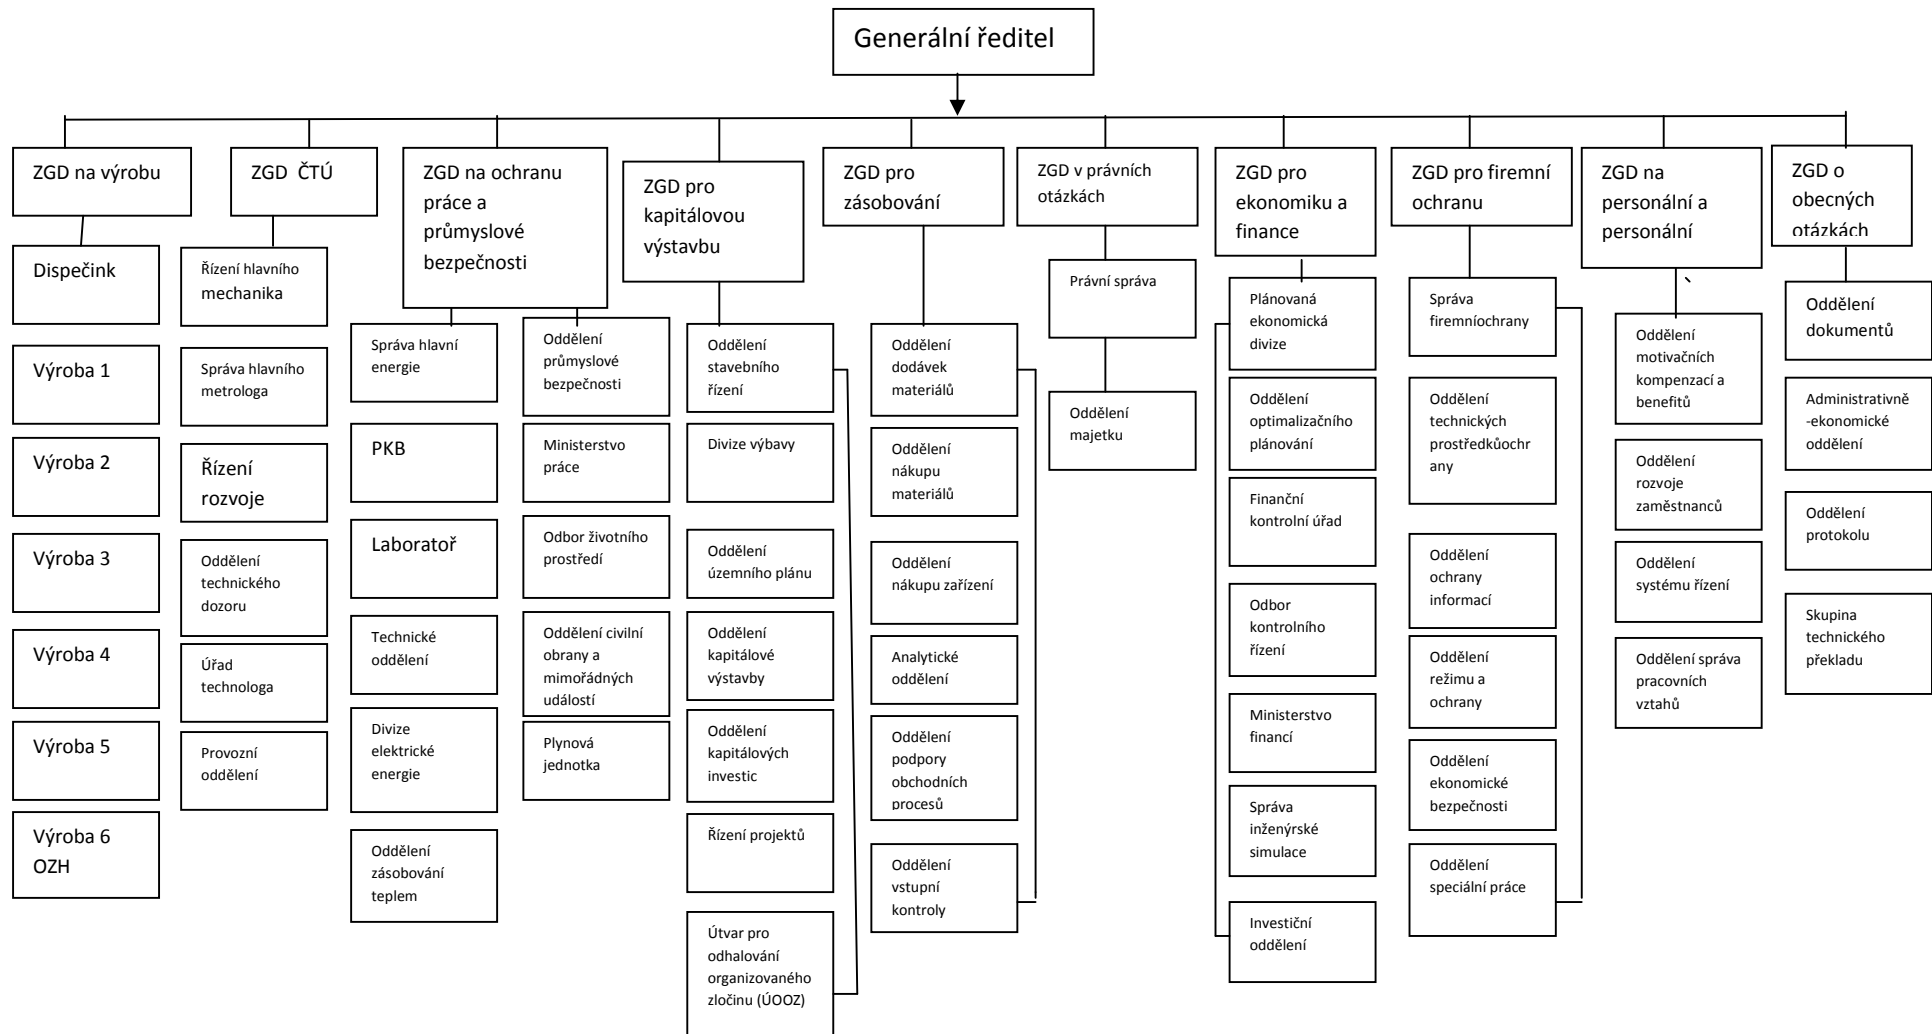 Generální ředitel
ZGD na výrobu
Dispečink
Výroba 1
Výroba 2
Výroba 3
Výroba 4
Výroba 5
Výroba 6
OZH
ZGD ČTÚ
Řízení hlavního
mechanika
Správa hlavního
metrologa
Řízení
rozvoje
Oddělení
technického
dozoru
Úřad
technologa
Provozní
oddělení
ZGD na ochranu
práce a
průmyslové
bezpečnosti
Správa hlavní
energie
PKB
Laboratoř
Technické
oddělení
Divize
elektrické
energie
Oddělení
zásobování
teplem
Oddělení
průmyslové
bezpečnosti
Ministerstvo
práce
Odbor životního
prostředí
Oddělení civilní
obrany a
mimořádných
událostí
Plynová
jednotka
ZGD pro
kapitálovou
výstavbu
Oddělení
stavebního
řízení
Divize výbavy
Oddělení
územního plánu
Oddělení
kapitálové
výstavby
Oddělení
kapitálových
investic
Řízení projektů
Útvar pro
odhalování
organizovaného
zločinu (ÚOOZ)
ZGD pro
zásobování
Oddělení
dodávek
materiálů
Oddělení
nákupu
materiálů
Oddělení
nákupu zařízení
Analytické
oddělení
Oddělení
podpory
obchodních
procesů
Oddělení
vstupní
kontroly
ZGD v právních
otázkách
Právní správa
Oddělení
majetku
ZGD pro
ekonomiku a
finance
Plánovaná
ekonomická
divize
Oddělení
optimalizačního
plánování
Finanční
kontrolní úřad
Odbor
kontrolního
řízení
Ministerstvo
financí
Správa
inženýrské
simulace
Investiční
oddělení
ZGD pro firemní
ochranu
Správa
firemníochrany
Oddělení
technických
prostředkůochr
any
Oddělení
ochrany
informací
Oddělení
režimu a
ochrany
Oddělení
ekonomické
bezpečnosti
Oddělení
speciální práce
ZGD na
personální a
personální
Oddělení
motivačních
kompenzací a
benefitů
Oddělení
rozvoje
zaměstnanců
Oddělení
systému řízení
Oddělení správa
pracovních
vztahů
ZGD o
obecných
otázkách
Oddělení
dokumentů
Administrativně
-ekonomické
oddělení
Oddělení
protokolu
Skupina
technického
překladu